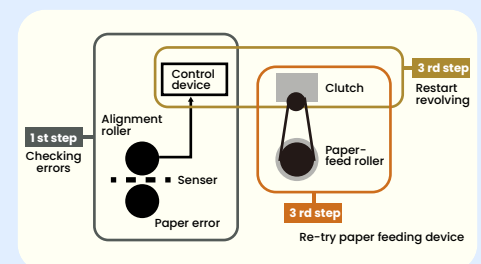 Control
device
Alignment
roller
1 st step
Checking
errors
Senser
Paper error
Clutch
Paper-
feed roller
3 rd step
Restart
revolving
3 rd step
Re-try paper feeding device